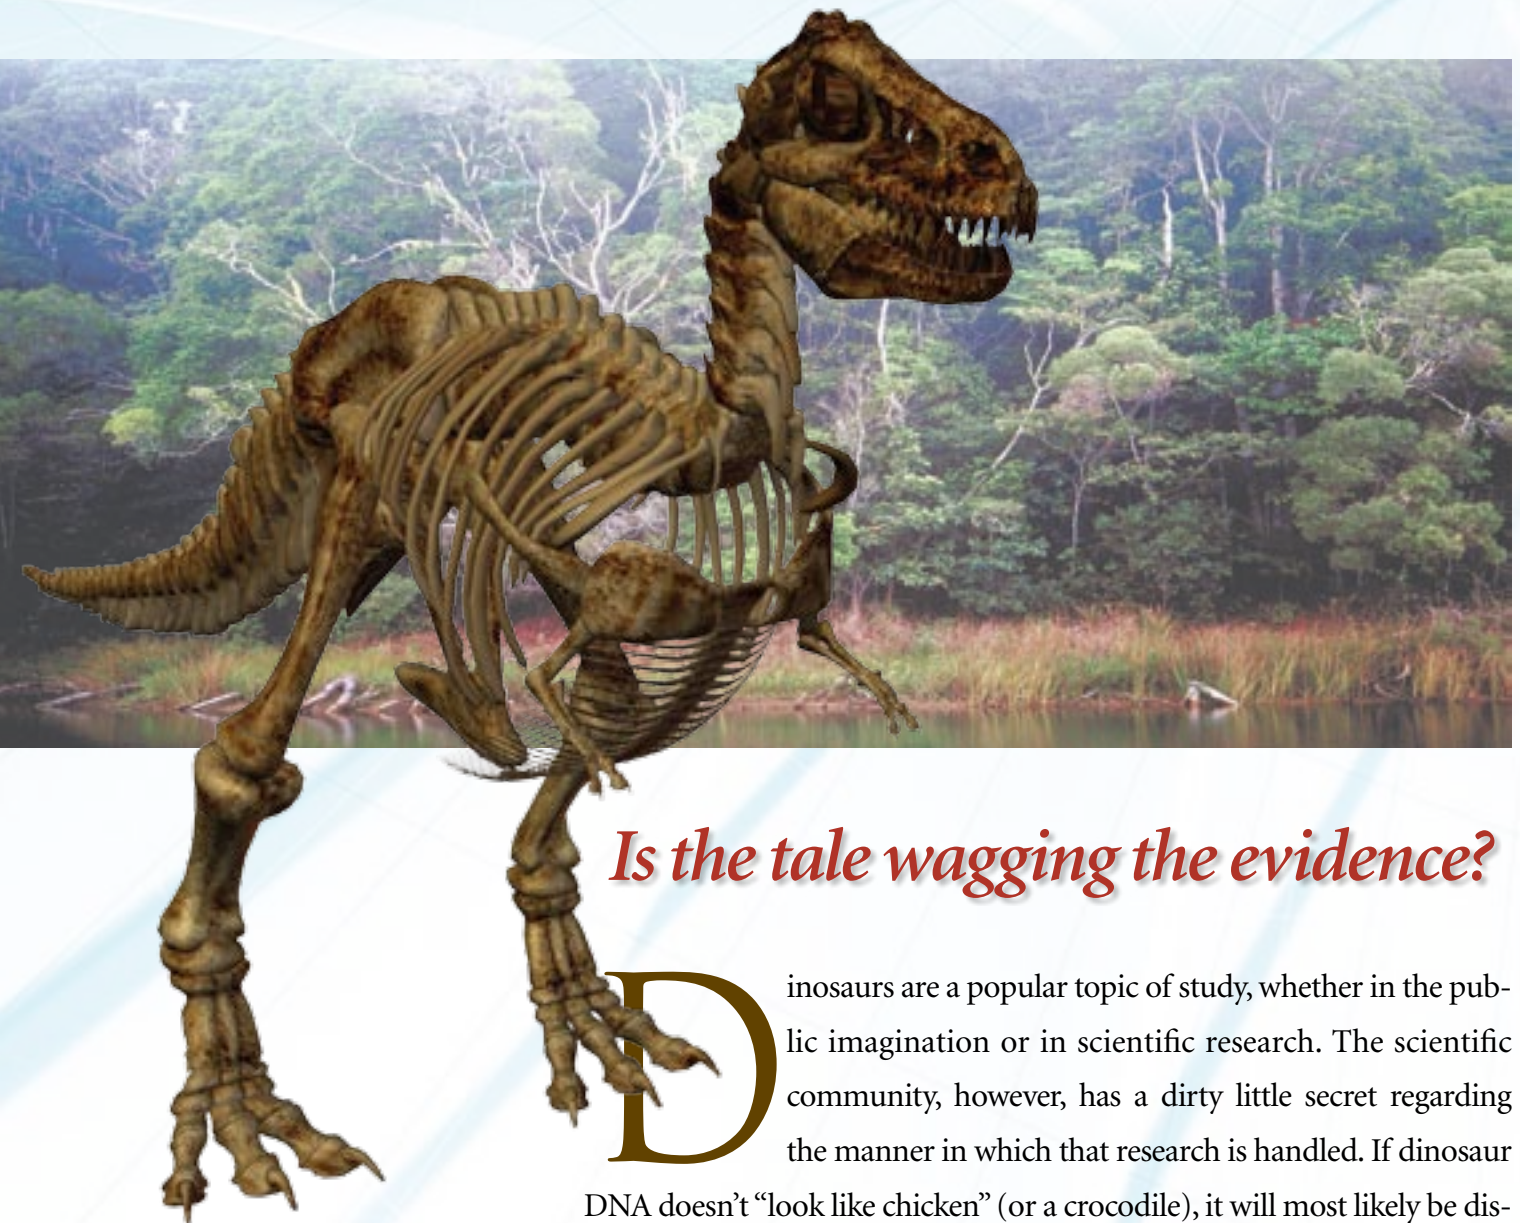 Is the tale wagging the evidence?
Dinosaurs are a popular topic of study, whether in the pub-
lic imagination or in scientific research. The scientific
community, however, has a dirty little secret regarding
the manner in which that research is handled. If dinosaur
DNA doesn’t “look like chicken” (or a crocodile), it will most likely be dis-